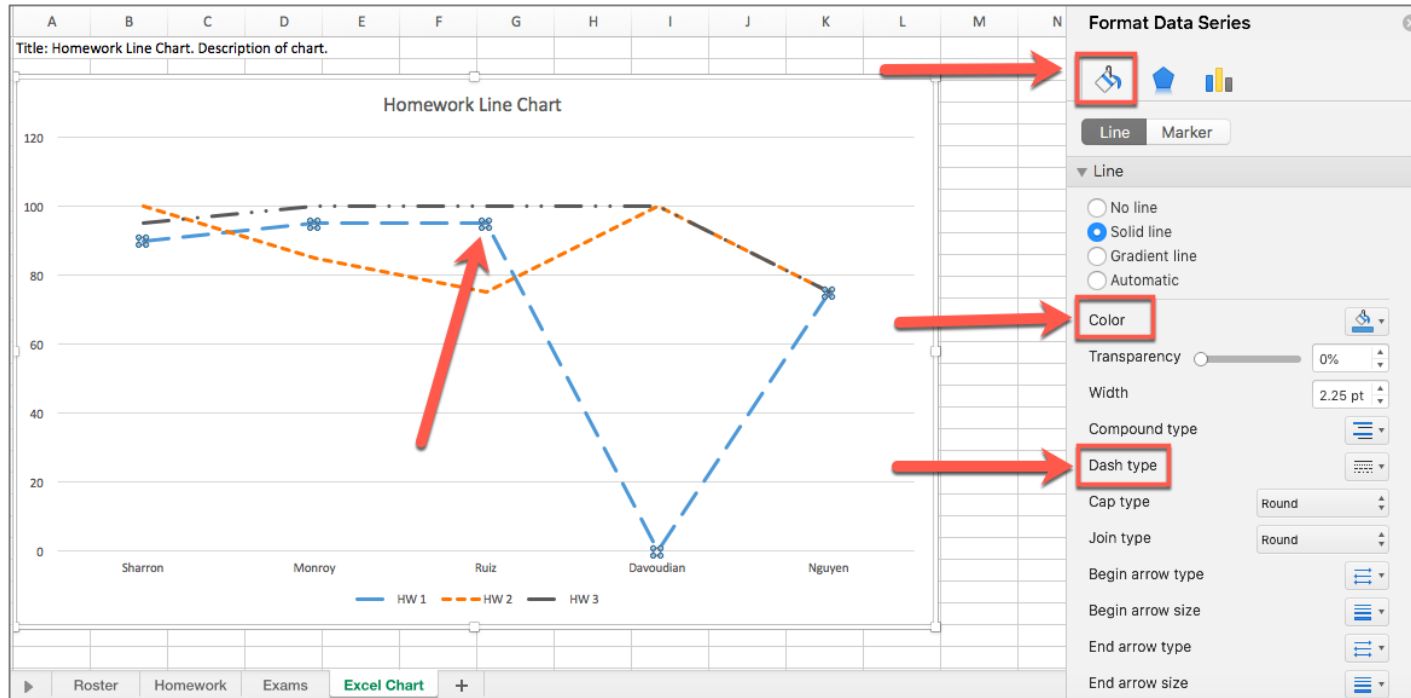 A B C D E F G H I J K L M N
Title: Homework Line Chart. Description of chart.
Homework Line Chart
120
100
80
60
40
20
0
Sharron Monroy Ruiz Davoudian Nguyen
HW 1 HW 2 HW 3
Roster Homework Exams Excel Chart +
Format Data Series
Line Marker
Line
No line
Solid line
Gradient line
Automatic
Color
Transparency 0%
Width 2.25 pt
Compound type
Dash type
Cap type Round
Join type Round
Begin arrow type
Begin arrow size
End arrow type
End arrow size